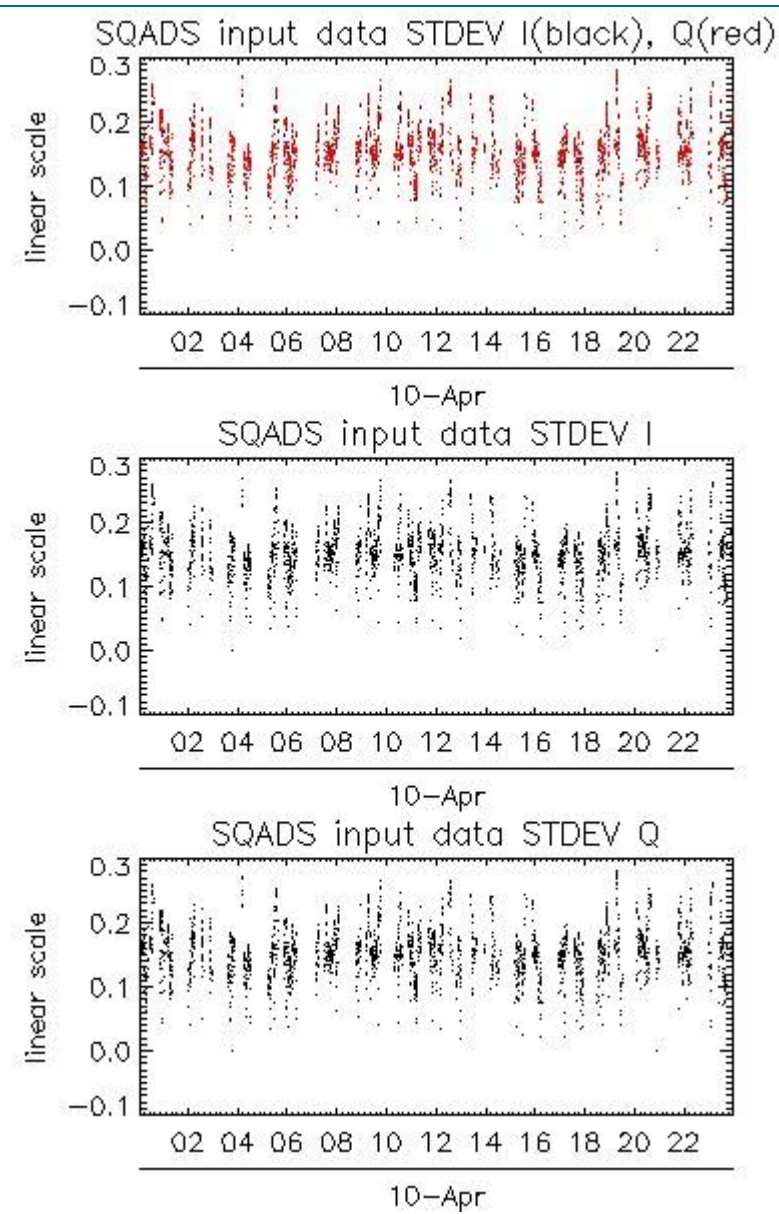 SQADS input data STDEV I(black), Q(red)
0.3
0.2
0.1
0.0
−0.1
linear scale
02 04 06 08 10 12 14 16 18 20 22
10−Apr
SQADS input data STDEV I
0.3
0.2
0.1
0.0
−0.1
linear scale
02 04 06 08 10 12 14 16 18 20 22
10−Apr
SQADS input data STDEV Q
0.3
0.2
0.1
0.0
−0.1
linear scale
02 04 06 08 10 12 14 16 18 20 22
10−Apr